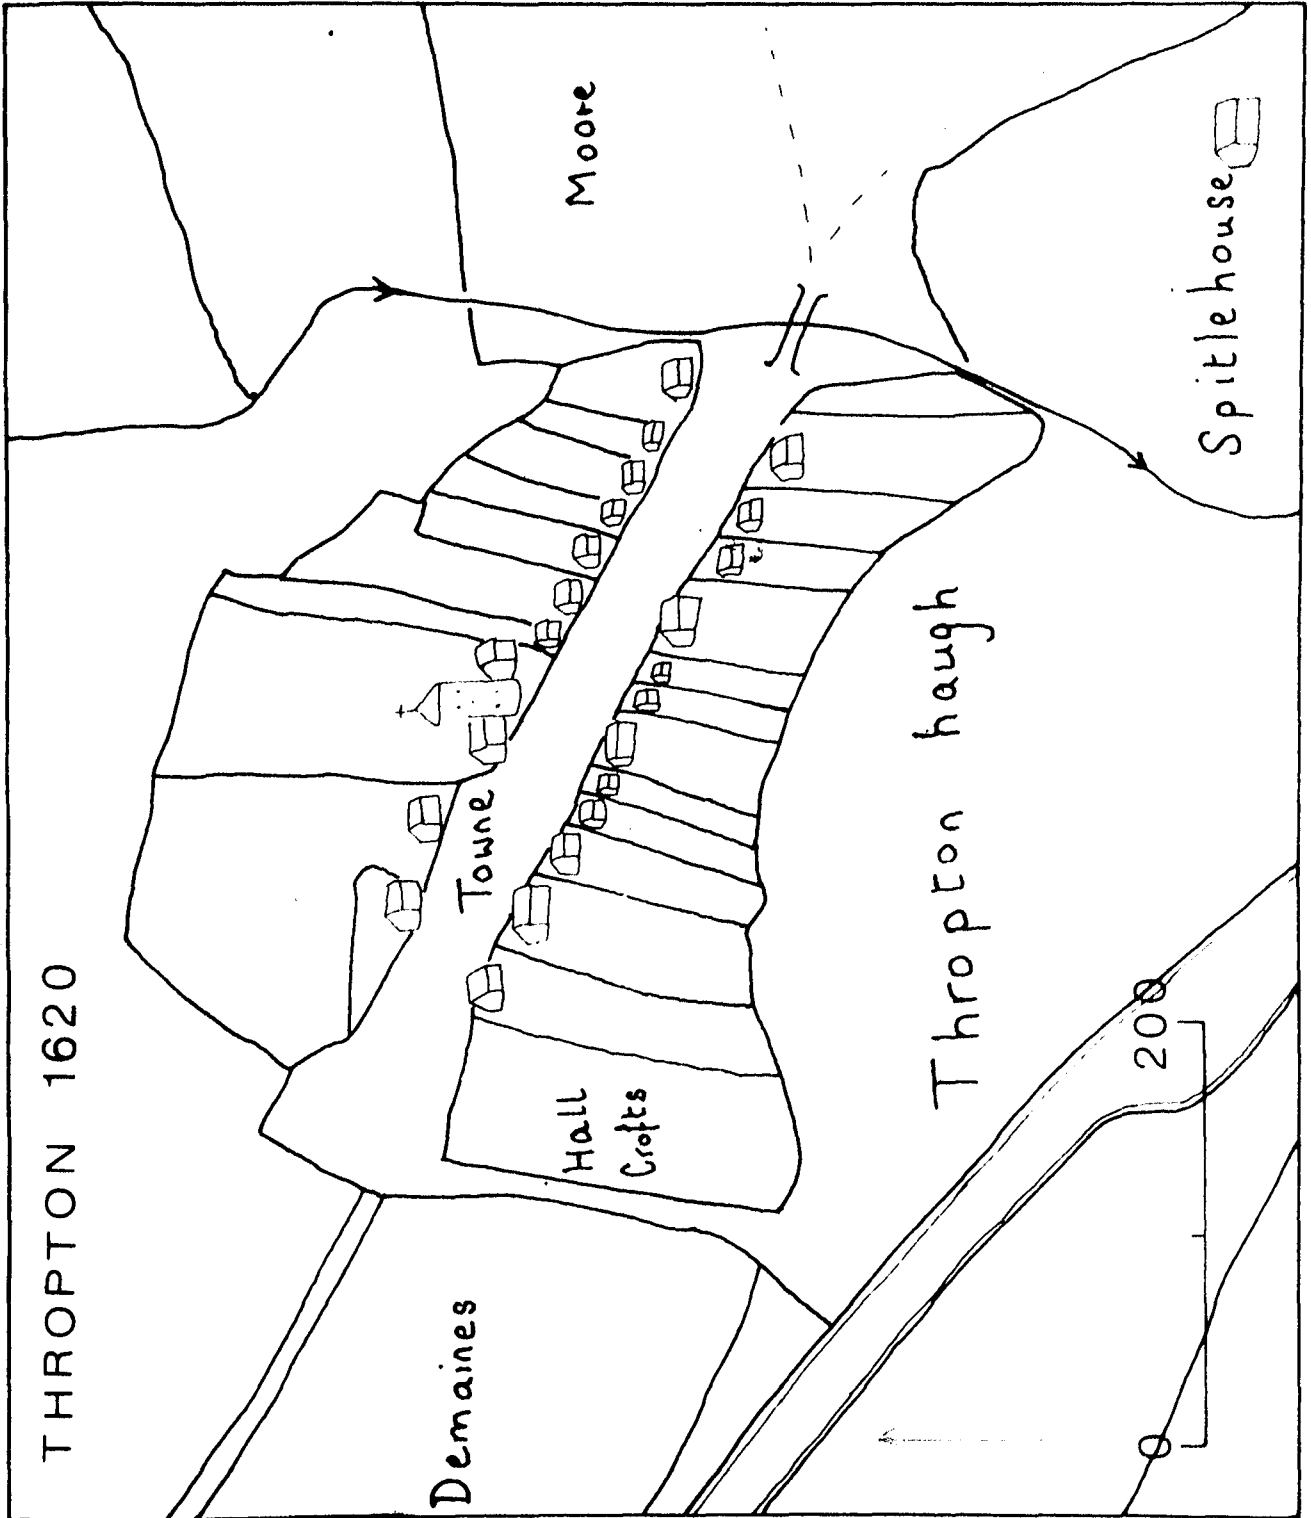 THROPTON 1620
Moore
Towne
Hall
Crofts
Demaines
Thropton haugh
Spitlehouse
0 200